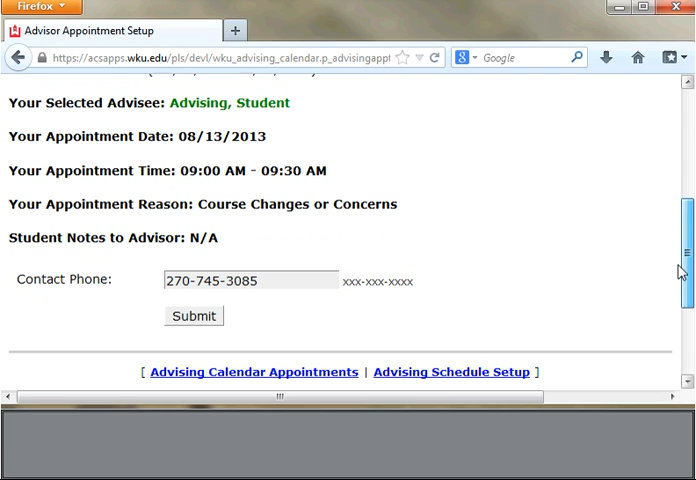 Firefox
Advisor Appointment Setup
https://acsapps.wku.edu/pls/devl/wku_advising_calendar.p_advisingappt
Google
Your Selected Advisee: Advising, Student
Your Appointment Date: 08/13/2013
Your Appointment Time: 09:00 AM - 09:30 AM
Your Appointment Reason: Course Changes or Concerns
Student Notes to Advisor: N/A
Contact Phone: 270-745-3085 xxx-xxx-xxxx
Submit
[ Advising Calendar Appointments | Advising Schedule Setup ]